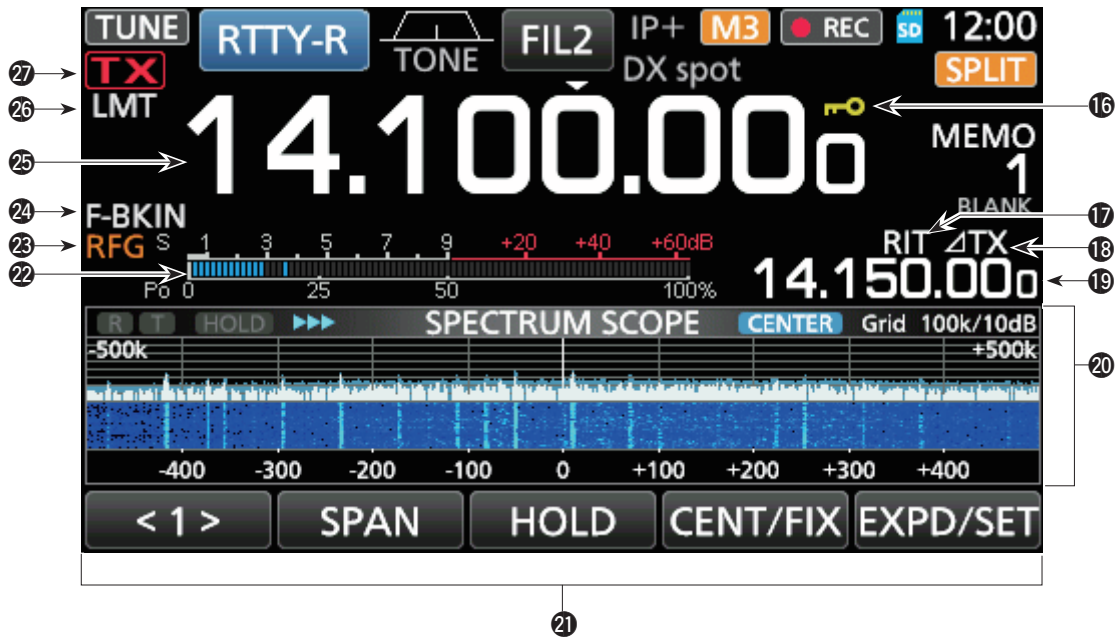 TUNE RTTY-R TONE FIL2 IP+ M3 REC SD 12:00
㉗ TX DX spot SPLIT
㉖ LMT ⑯
㉕ 14.100.000 MEMO
1
㉔ F-BKIN BLANK ⑰
㉓ RFG S 1 3 5 7 9 +20 +40 +60dB RIT ⊿TX ⑱
㉒ 14.150.000 ⑲
Po 0 25 50 100%
R T HOLD SPECTRUM SCOPE CENTER Grid 100k/10dB
-500k +500k
⑳
-400 -300 -200 -100 0 +100 +200 +300 +400
< 1 > SPAN HOLD CENT/FIX EXPD/SET
㉑